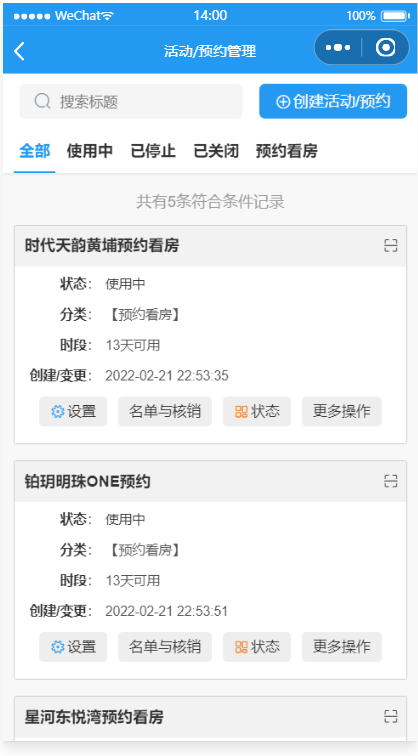 WeChat 14:00 100%
活动/预约管理
搜索标题 创建活动/预约
全部 使用中 已停止 已关闭 预约看房
共有5条符合条件记录
时代天韵黄埔预约看房
状态： 使用中
分类： 【预约看房】
时段： 13天可用
创建/变更： 2022-02-21 22:53:35
设置 名单与核销 状态 更多操作
铂玥明珠ONE预约
状态： 使用中
分类： 【预约看房】
时段： 13天可用
创建/变更： 2022-02-21 22:53:51
设置 名单与核销 状态 更多操作
星河东悦湾预约看房